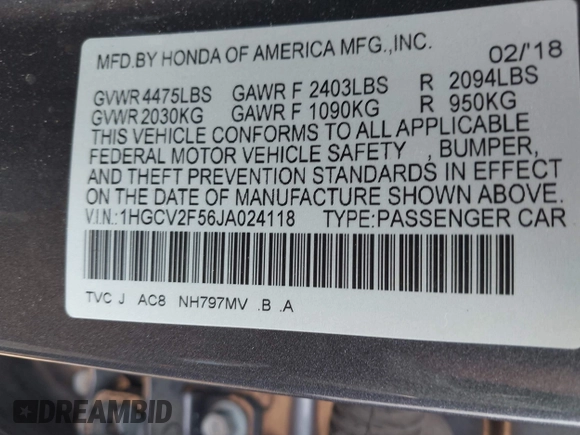 MFD.BY HONDA OF AMERICA MFG.,INC. 02/'18
GVWR 4475LBS GAWR F 2403LBS R 2094LBS
GVWR 2030KG GAWR F 1090KG R 950KG
THIS VEHICLE CONFORMS TO ALL APPLICABLE
FEDERAL MOTOR VEHICLE SAFETY , BUMPER,
AND THEFT PREVENTION STANDARDS IN EFFECT
ON THE DATE OF MANUFACTURE SHOWN ABOVE.
V.I.N.:1HGCV2F56JA024118 TYPE:PASSENGER CAR
TVC J AC8 NH797MV .B .A
DREAMBID